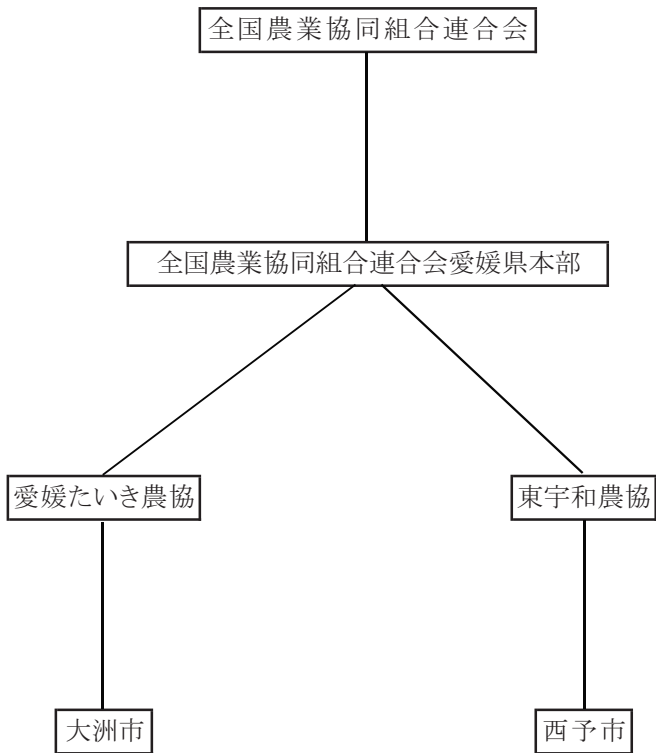 全国農業協同組合連合会
全国農業協同組合連合会愛媛県本部
愛媛たいき農協
東宇和農協
大洲市
西予市